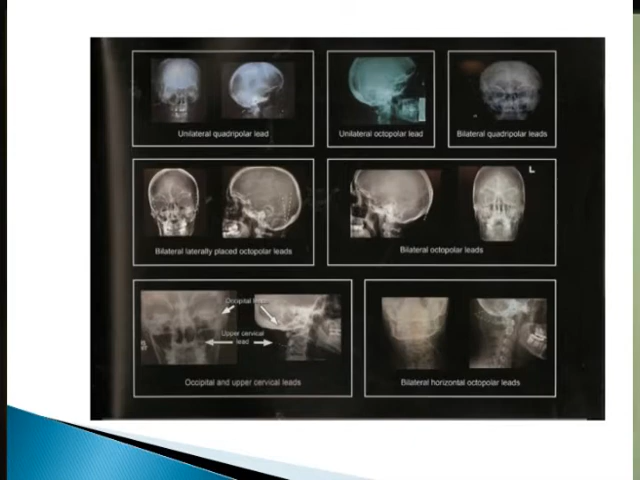 Unilateral quadripolar lead
Unilateral octopolar lead
Bilateral quadripolar leads
L
Bilateral laterally placed octopolar leads
Bilateral octopolar leads
Occipital leads
Upper cervical
lead
Occipital and upper cervical leads
Bilateral horizontal octopolar leads